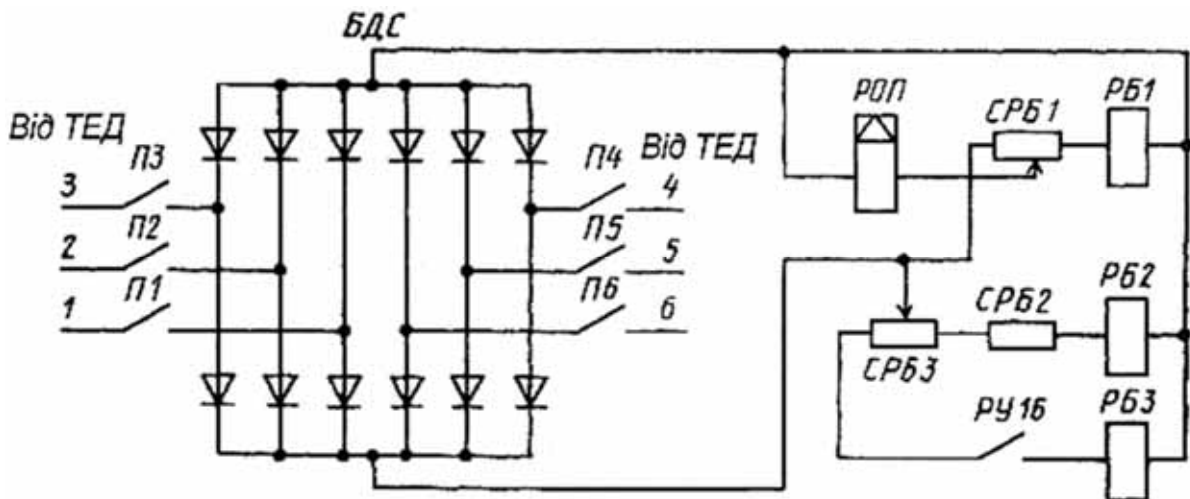 БДС
РОП
СРБ1
РБ1
Від ТЕД
П3
3
П2
2
П1
1
П4
Від ТЕД
4
П5
5
П6
6
СРБ2
РБ2
СРБ3
РУ16
РБ3